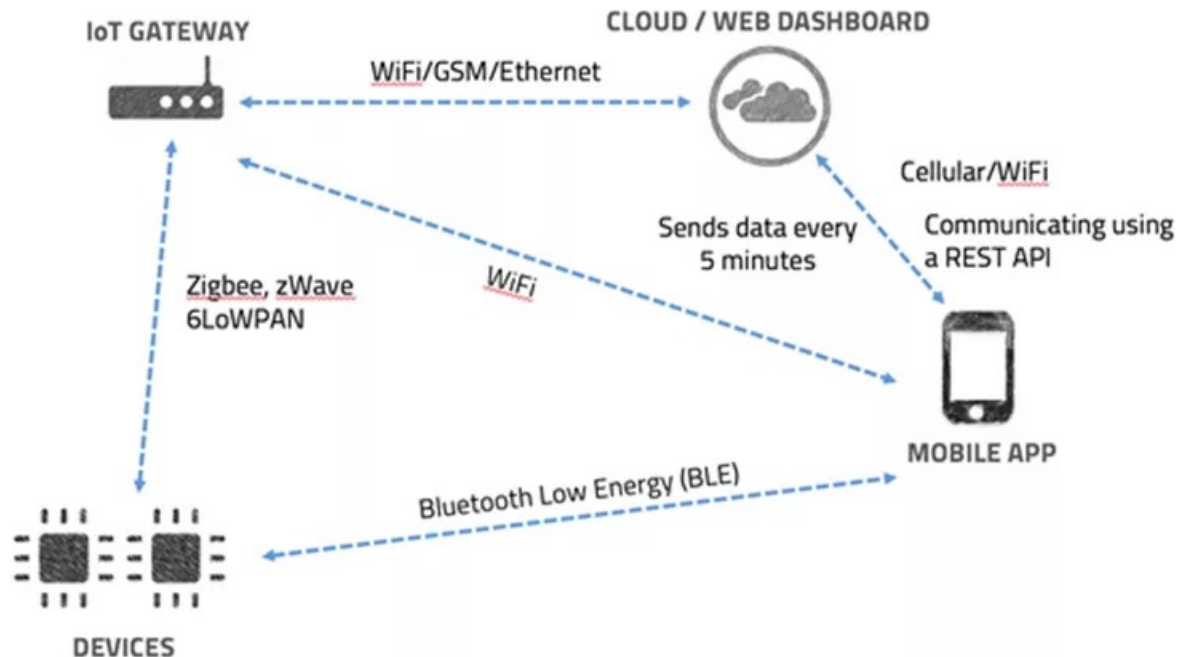 IoT GATEWAY
CLOUD / WEB DASHBOARD
WiFi/GSM/Ethernet
Cellular/WiFi
Sends data every
5 minutes
Communicating using
a REST API
Zigbee, zWave
6LoWPAN
WiFi
MOBILE APP
Bluetooth Low Energy (BLE)
DEVICES